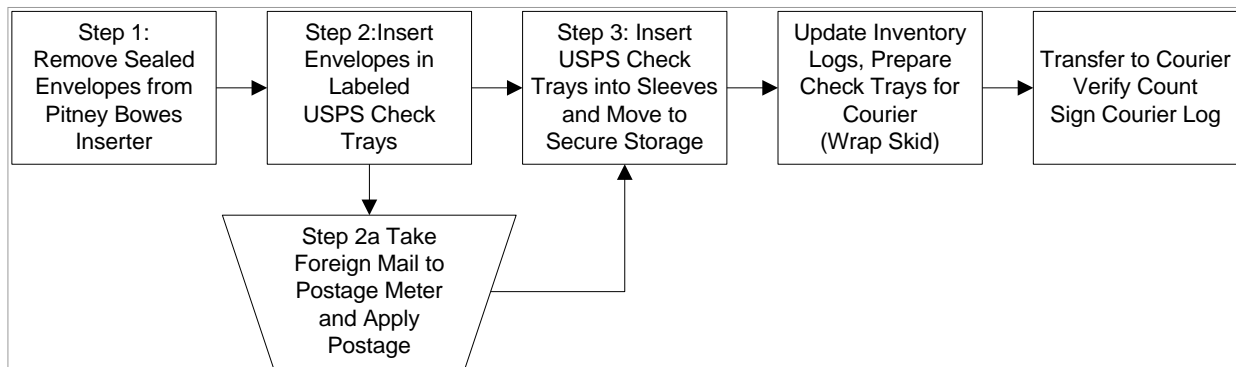 Step 1:
Remove Sealed
Envelopes from
Pitney Bowes
Inserter
Step 2:Insert
Envelopes in
Labeled
USPS Check
Trays
Step 3: Insert
USPS Check
Trays into Sleeves
and Move to
Secure Storage
Update Inventory
Logs, Prepare
Check Trays for
Courier
(Wrap Skid)
Transfer to Courier
Verify Count
Sign Courier Log
Step 2a Take
Foreign Mail to
Postage Meter
and Apply
Postage